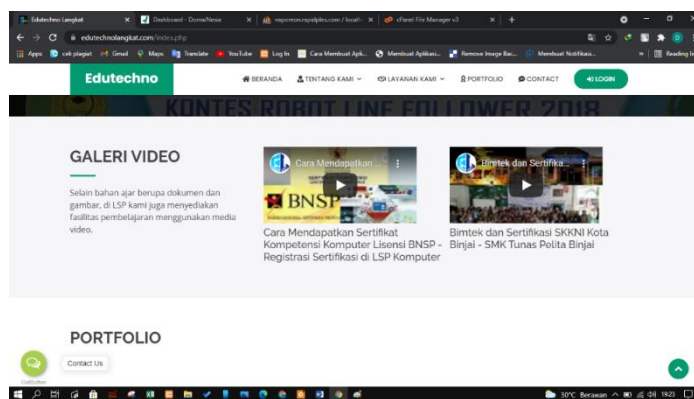 Edutechno Langkat
Dashboard - DomaiNesia
cPanel File Manager v3
edutechnolangkat.com/index.php
Apps
cek plagiat
Gmail
Maps
Translate
YouTube
Log In
Cara Membuat Apli...
Membuat Aplikasi...
Remove Image Bac...
Membuat Notifikasi...
Reading lis
Edutechno
BERANDA
TENTANG KAMI
LAYANAN KAMI
PORTFOLIO
CONTACT
LOGIN
KONTES ROBOT LINE FOLLOWER 2018
GALERI VIDEO
Selain bahan ajar berupa dokumen dan
gambar, di LSP kami juga menyediakan
fasilitas pembelajaran menggunakan media
video.
Cara Mendapatkan ...
BNSP
Cara Mendapatkan Sertifikat
Kompetensi Komputer Lisensi BNSP -
Registrasi Sertifikasi di LSP Komputer
Bimtek dan Sertifika...
Bimtek dan Sertifikasi SKKNI Kota
Binjai - SMK Tunas Pelita Binjai
PORTFOLIO
Contact Us
GetButton
30°C Berawan
19:23